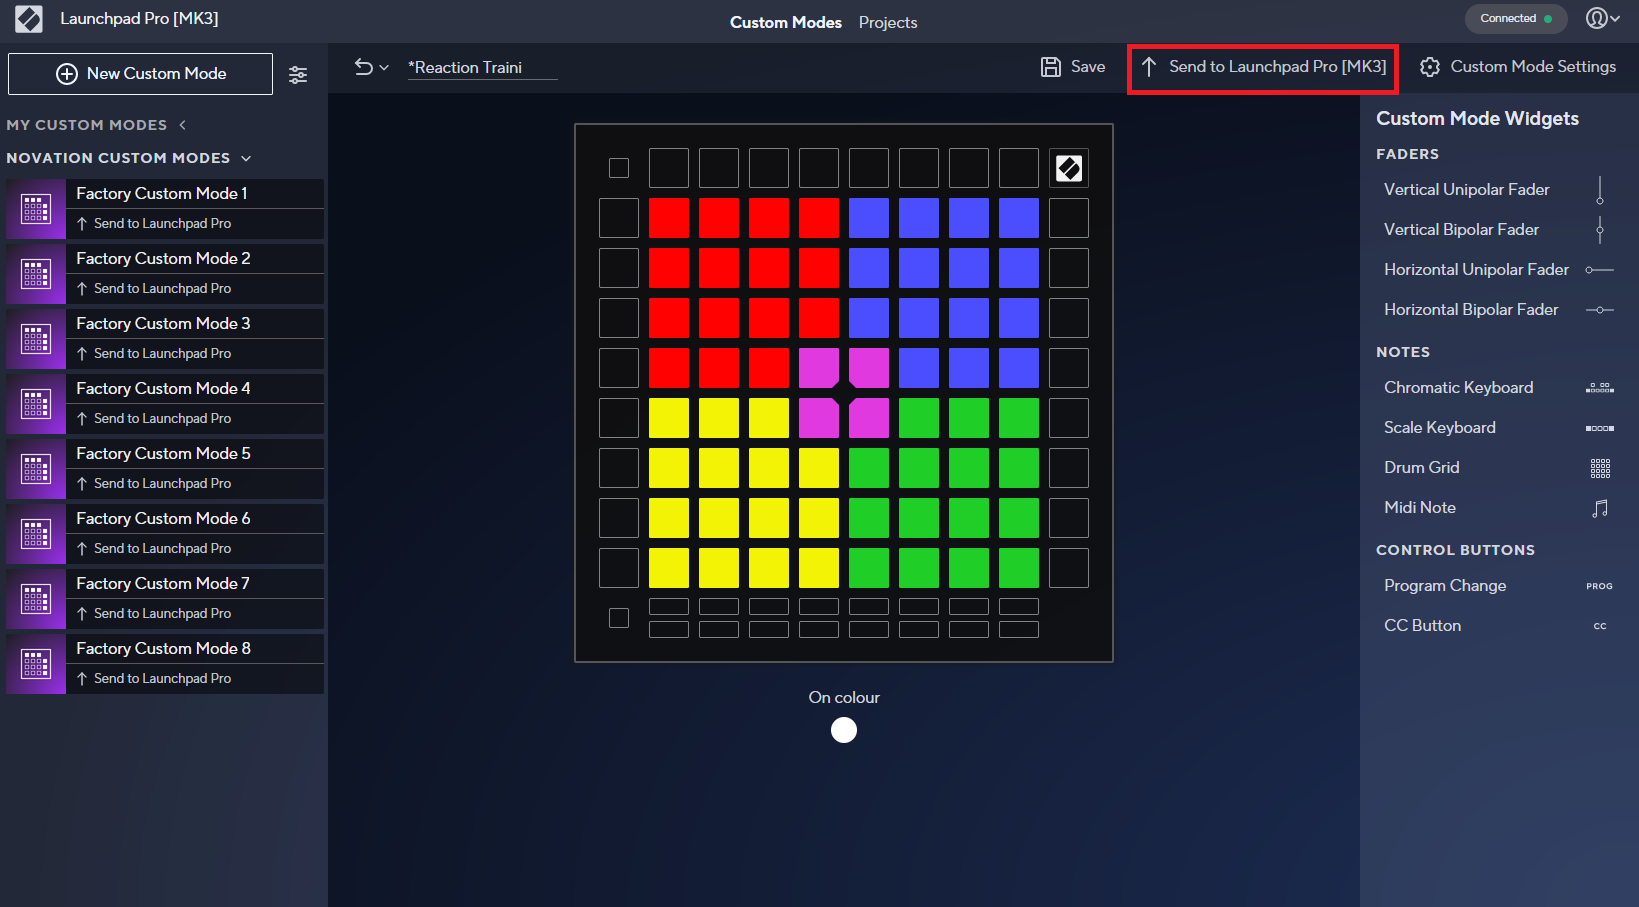 Launchpad Pro [MK3]
Custom Modes
Projects
Connected
New Custom Mode
*Reaction Traini
Save
Send to Launchpad Pro [MK3]
Custom Mode Settings
MY CUSTOM MODES
NOVATION CUSTOM MODES
Factory Custom Mode 1
Send to Launchpad Pro
Factory Custom Mode 2
Send to Launchpad Pro
Factory Custom Mode 3
Send to Launchpad Pro
Factory Custom Mode 4
Send to Launchpad Pro
Factory Custom Mode 5
Send to Launchpad Pro
Factory Custom Mode 6
Send to Launchpad Pro
Factory Custom Mode 7
Send to Launchpad Pro
Factory Custom Mode 8
Send to Launchpad Pro
On colour
Custom Mode Widgets
FADERS
Vertical Unipolar Fader
Vertical Bipolar Fader
Horizontal Unipolar Fader
Horizontal Bipolar Fader
NOTES
Chromatic Keyboard
Scale Keyboard
Drum Grid
Midi Note
CONTROL BUTTONS
Program Change PROG
CC Button CC